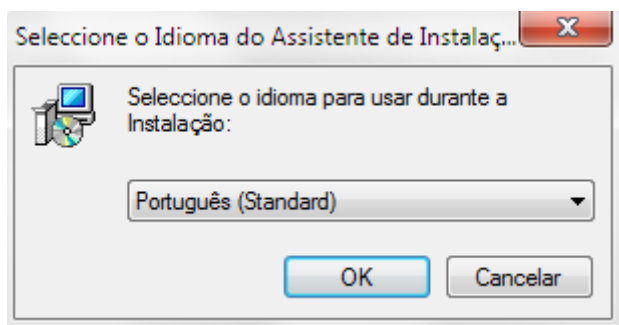 Seleccione o Idioma do Assistente de Instalaç...
Seleccione o idioma para usar durante a
Instalação:
Português (Standard)
OK
Cancelar